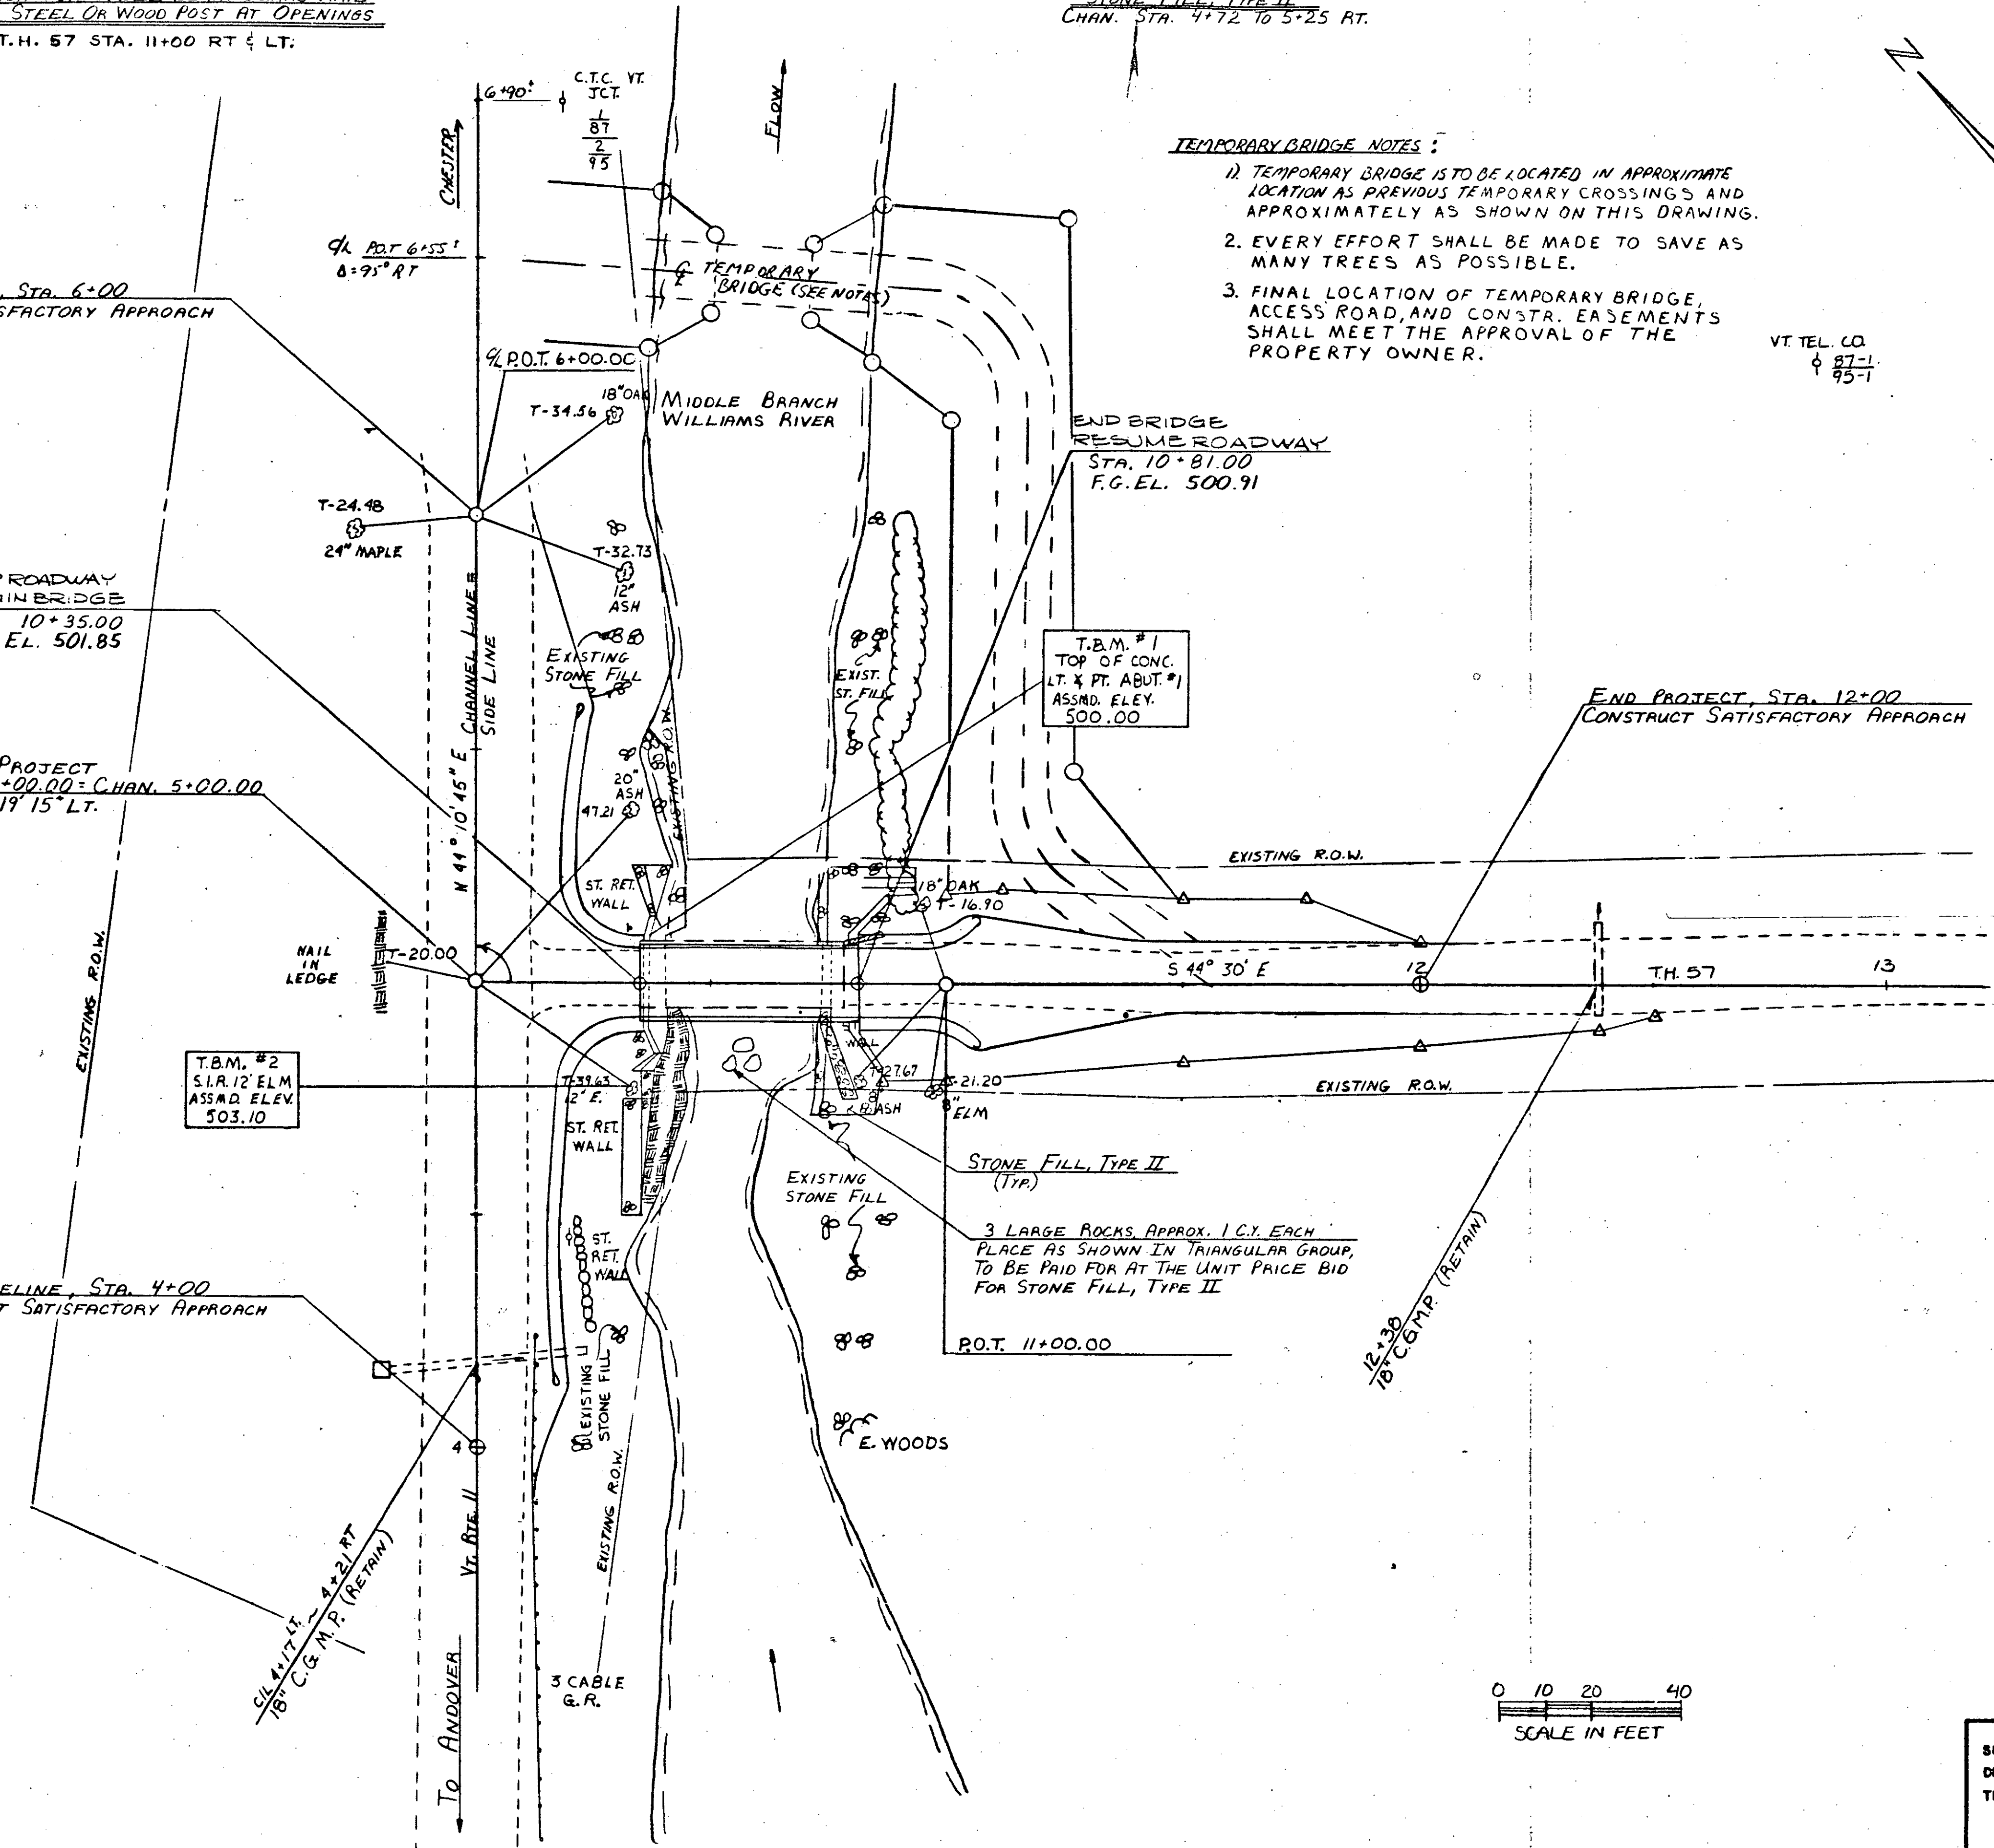 STEEL OR WOOD POST AT OPENINGS
T.H. 57 STA. 11+00 RT & LT.
STONE FILL, TYPE II
CHAN. STA. 4+72 TO 5+25 RT.
N
6+90±
C.T.C. VT.
JCT.
1
87
2
95
CHESTER
FLOW
TEMPORARY BRIDGE NOTES :
1). TEMPORARY BRIDGE IS TO BE LOCATED IN APPROXIMATE
LOCATION AS PREVIOUS TEMPORARY CROSSINGS AND
APPROXIMATELY AS SHOWN ON THIS DRAWING.
2. EVERY EFFORT SHALL BE MADE TO SAVE AS
MANY TREES AS POSSIBLE.
3. FINAL LOCATION OF TEMPORARY BRIDGE,
ACCESS ROAD, AND CONSTR. EASEMENTS
SHALL MEET THE APPROVAL OF THE
PROPERTY OWNER.
VT. TEL. CO.
87-1
95-1
C/L P.O.T 6+55±
Δ=95° RT
℄ TEMPORARY
BRIDGE (SEE NOTES)
, STA. 6+00
SFACTORY APPROACH
C/L P.O.T. 6+00.00
18" OAK
T-34.56
MIDDLE BRANCH
WILLIAMS RIVER
END BRIDGE
RESUME ROADWAY
STA. 10+81.00
F.G. EL. 500.91
T-24.48
24" MAPLE
T-32.73
12"
ASH
ROADWAY
IN BRIDGE
10+35.00
EL. 501.85
N 44° 10' 45" E CHANNEL LINE
SIDE LINE
EXISTING
STONE FILL
EXIST.
ST. FILL
T.B.M. #1
TOP OF CONC.
LT. & PT. ABUT. #1
ASSMD. ELEV.
500.00
END PROJECT, STA. 12+00
CONSTRUCT SATISFACTORY APPROACH
PROJECT
+00.00 = CHAN. 5+00.00
19' 15" LT.
20"
ASH
47.21
EXISTING R.O.W.
EXISTING R.O.W.
ST. RET.
WALL
18" OAK
T-16.90
EXISTING R.O.W.
NAIL
IN
LEDGE
T-20.00
S 44° 30' E
12
T.H. 57
13
T.B.M. #2
S.I.R. 12" ELM
ASSMD. ELEV.
503.10
T-39.63
2" E.
WALL
T-27.67
T-21.20
8" ASH
8"
ELM
EXISTING R.O.W.
ST. RET.
WALL
STONE FILL, TYPE II
(TYP.)
EXISTING
STONE FILL
3 LARGE ROCKS, APPROX. 1 C.Y. EACH
PLACE AS SHOWN IN TRIANGULAR GROUP,
TO BE PAID FOR AT THE UNIT PRICE BID
FOR STONE FILL, TYPE II
ST.
RET.
WALL
ELINE, STA. 4+00
T SATISFACTORY APPROACH
P.O.T. 11+00.00
12+38
18" C.G.M.P. (RETAIN)
EXISTING
STONE FILL
E. WOODS
4
VT. RTE. 11
EXISTING R.O.W.
C/L 4+17 LT. ~ 4+21 RT
18" C.G.M.P. (RETAIN)
TO ANDOVER
3 CABLE
G.R.
0 10 20 40
SCALE IN FEET